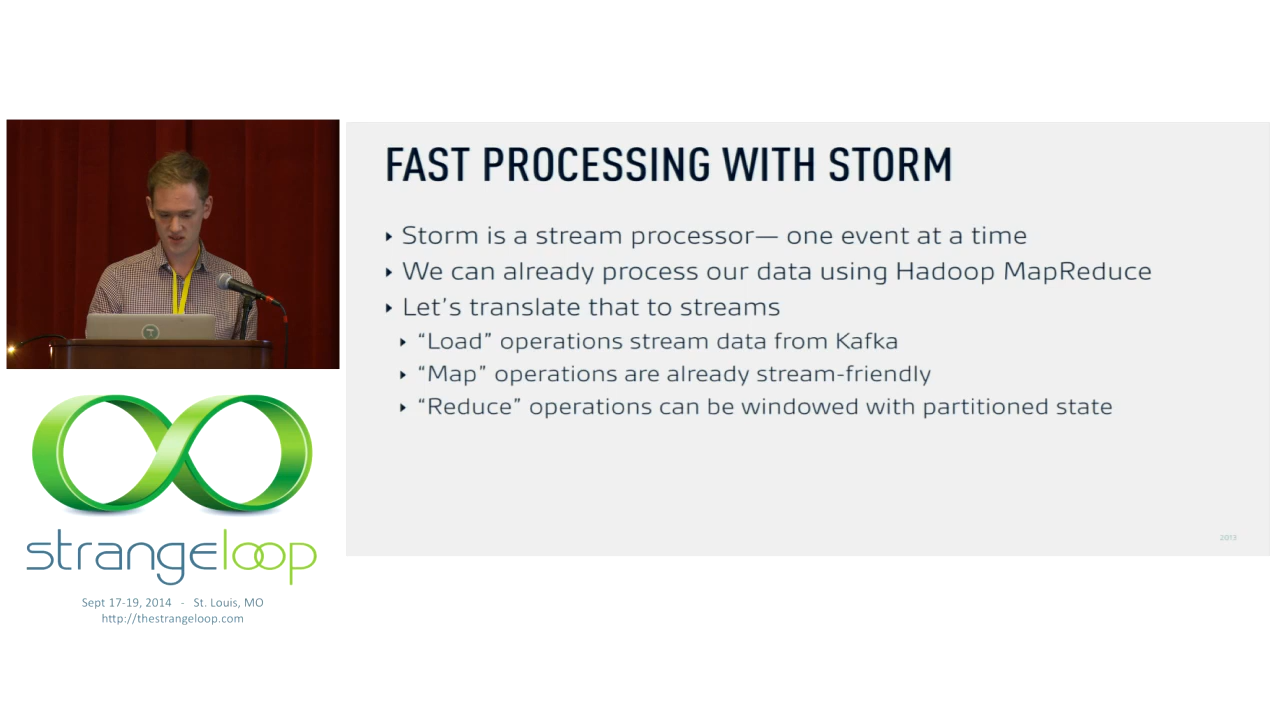 FAST PROCESSING WITH STORM
‣ Storm is a stream processor— one event at a time
‣ We can already process our data using Hadoop MapReduce
‣ Let’s translate that to streams
‣ “Load” operations stream data from Kafka
‣ “Map” operations are already stream-friendly
‣ “Reduce” operations can be windowed with partitioned state
2013
strangeloop
Sept 17-19, 2014 - St. Louis, MO
http://thestrangeloop.com